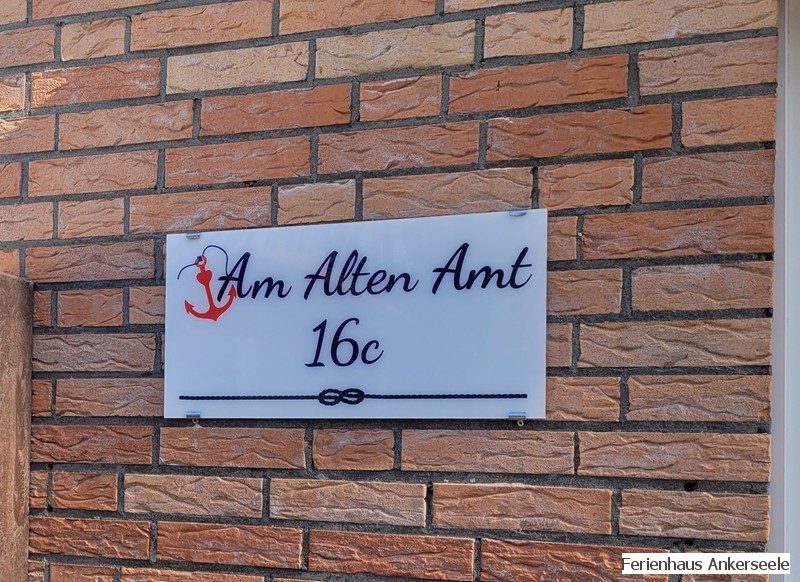 Am Alten Amt
16c
Ferienhaus Ankerseele